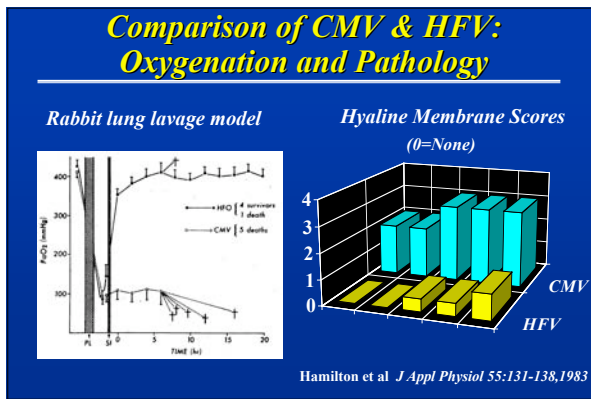 Comparison of CMV & HFV:
Oxygenation and Pathology
Rabbit lung lavage model
Hyaline Membrane Scores
(0=None)
400
300
200
100
PaO2 (mmHg)
HFO 4 survivors
1 death
CMV 5 deaths
PL
SI
0
5
10
15
20
TIME (hr)
4
3
2
1
0
CMV
HFV
Hamilton et al J Appl Physiol 55:131-138,1983